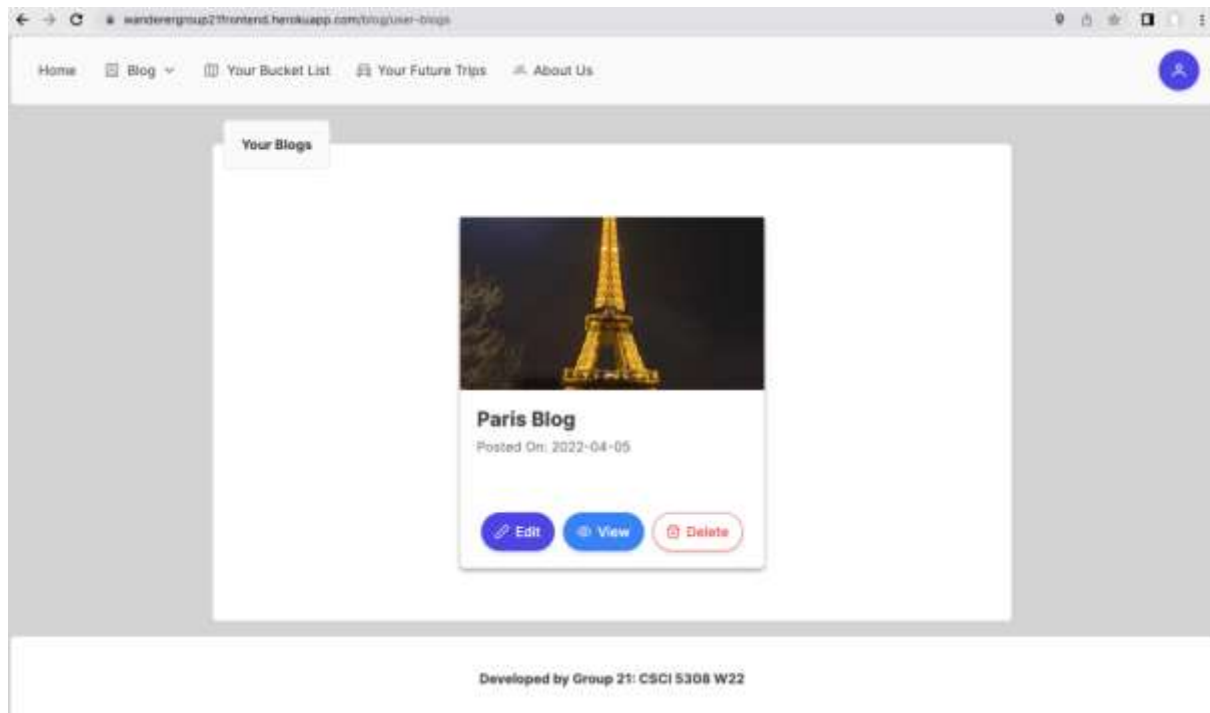 wanderergroup21frontend.herokuapp.com/blog/user-blogs
Home Blog Your Bucket List Your Future Trips About Us
Your Blogs
Paris Blog
Posted On: 2022-04-05
Edit View Delete
Developed by Group 21: CSCI 5308 W22